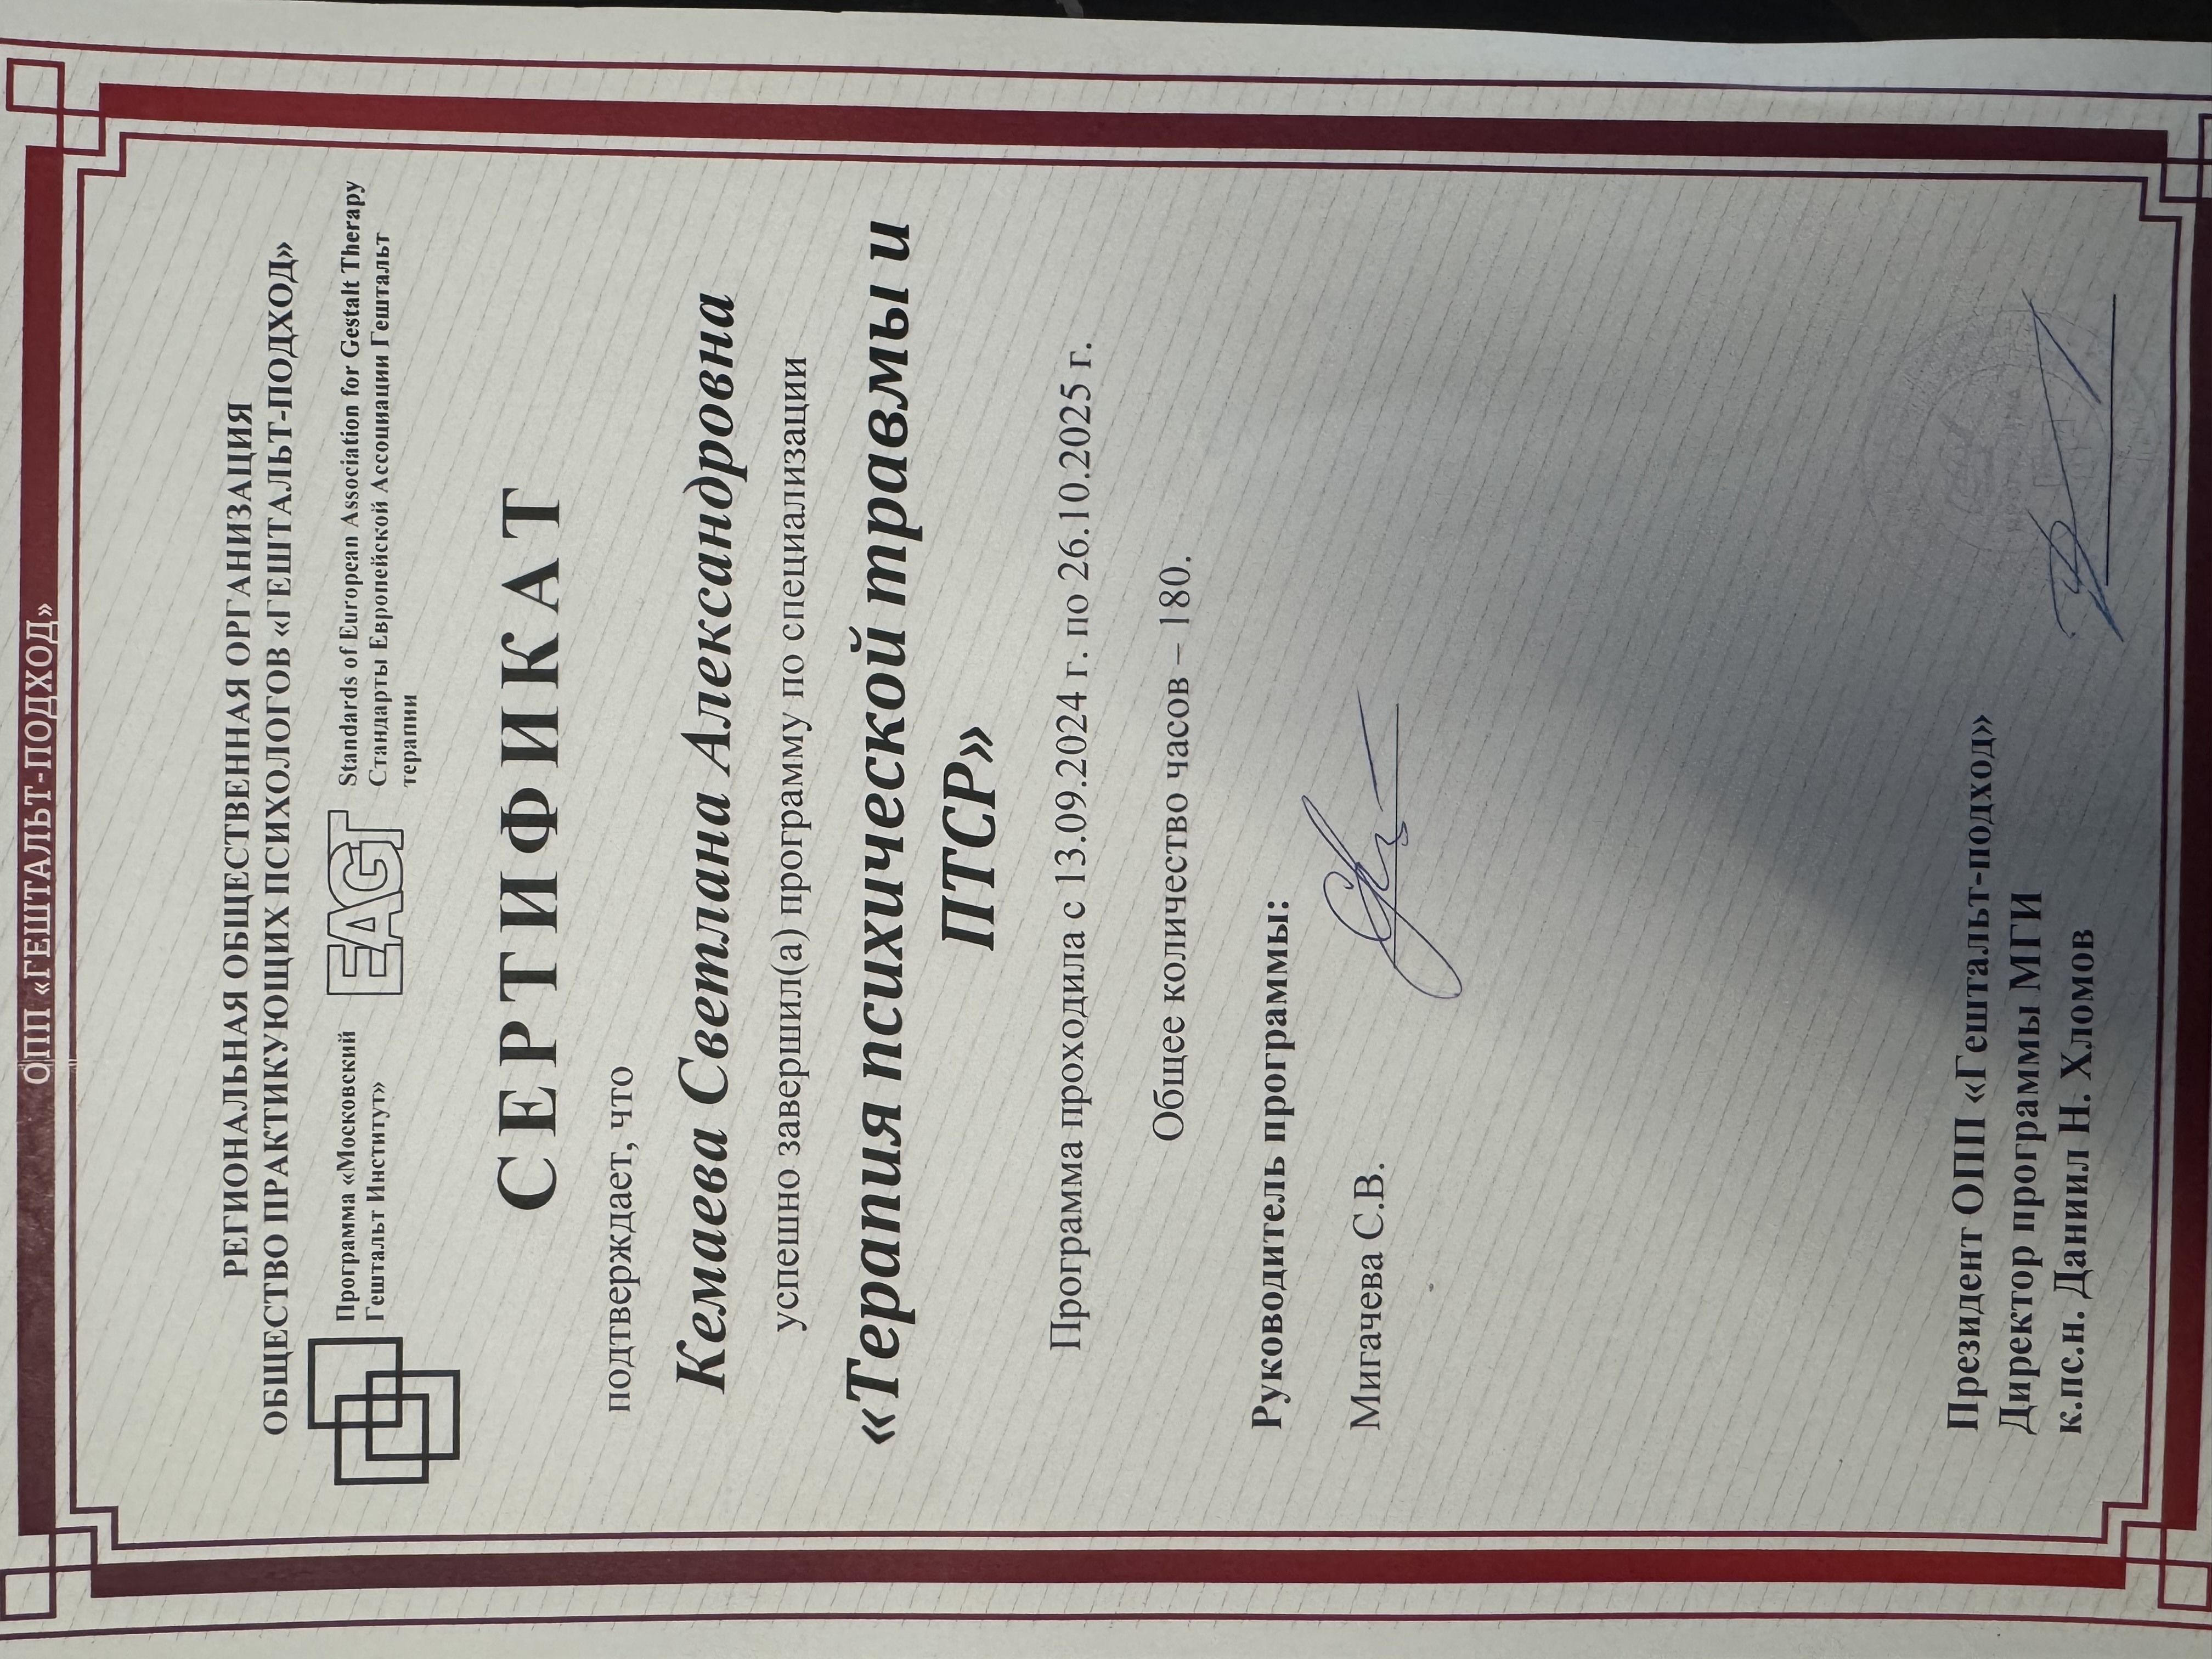 ОПП «ГЕШТАЛЬТ-ПОДХОД»
РЕГИОНАЛЬНАЯ ОБЩЕСТВЕННАЯ ОРГАНИЗАЦИЯ
ОБЩЕСТВО ПРАКТИКУЮЩИХ ПСИХОЛОГОВ «ГЕШТАЛЬТ-ПОДХОД»
Программа «Московский
Гештальт Институт»
EAGT
Standards of European Association for Gestalt Therapy
Стандарты Европейской Ассоциации Гештальт
терапии
СЕРТИФИКАТ
подтверждает, что
Кемаева Светлана Александровна
успешно завершил(а) программу по специализации
«Терапия психической травмы и
ПТСР»
Программа проходила с 13.09.2024 г. по 26.10.2025 г.
Общее количество часов – 180.
Руководитель программы:
Мигачева С.В.
Президент ОПП «Гештальт-подход»
Директор программы МГИ
к.пс.н. Даниил Н. Хломов